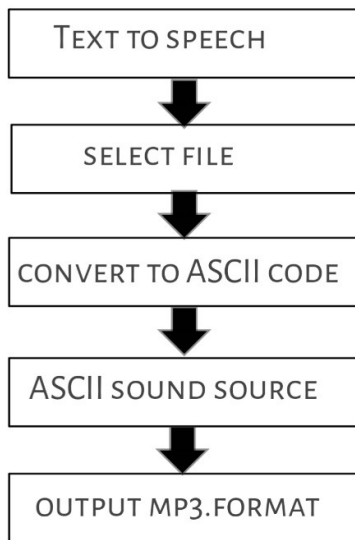 Text to speech
select file
convert to ASCII code
ASCII sound source
output mp3.format